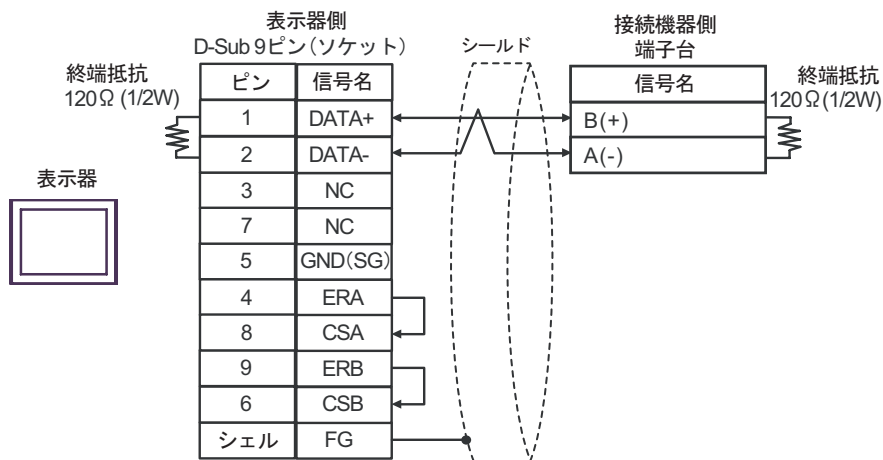 表示器側
D-Sub 9ピン(ソケット)
シールド
接続機器側
端子台
終端抵抗
120Ω (1/2W)
ピン 信号名
1 DATA+
2 DATA-
3 NC
7 NC
5 GND(SG)
4 ERA
8 CSA
9 ERB
6 CSB
シェル FG
表示器
信号名
B(+)
A(-)
終端抵抗
120Ω(1/2W)